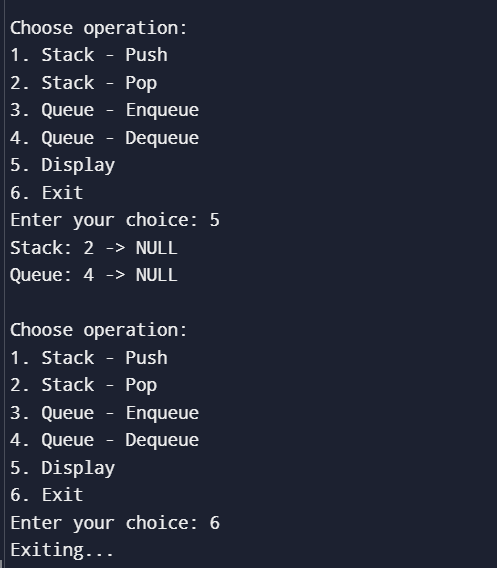 Choose operation:
1. Stack - Push
2. Stack - Pop
3. Queue - Enqueue
4. Queue - Dequeue
5. Display
6. Exit
Enter your choice: 5
Stack: 2 -> NULL
Queue: 4 -> NULL
Choose operation:
1. Stack - Push
2. Stack - Pop
3. Queue - Enqueue
4. Queue - Dequeue
5. Display
6. Exit
Enter your choice: 6
Exiting...